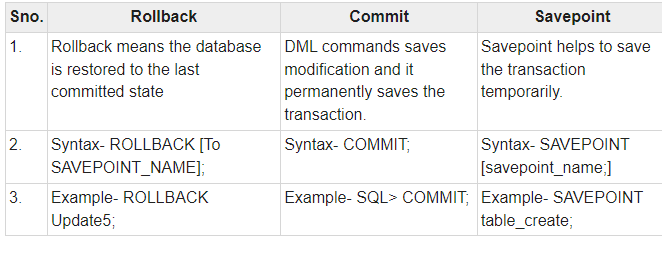 Sno. Rollback Commit Savepoint
1. Rollback means the database is restored to the last committed state
DML commands saves modification and it permanently saves the transaction.
Savepoint helps to save the transaction temporarily.
2. Syntax- ROLLBACK [To SAVEPOINT_NAME];
Syntax- COMMIT;
Syntax- SAVEPOINT [savepoint_name;]
3. Example- ROLLBACK Update5;
Example- SQL> COMMIT;
Example- SAVEPOINT table_create;